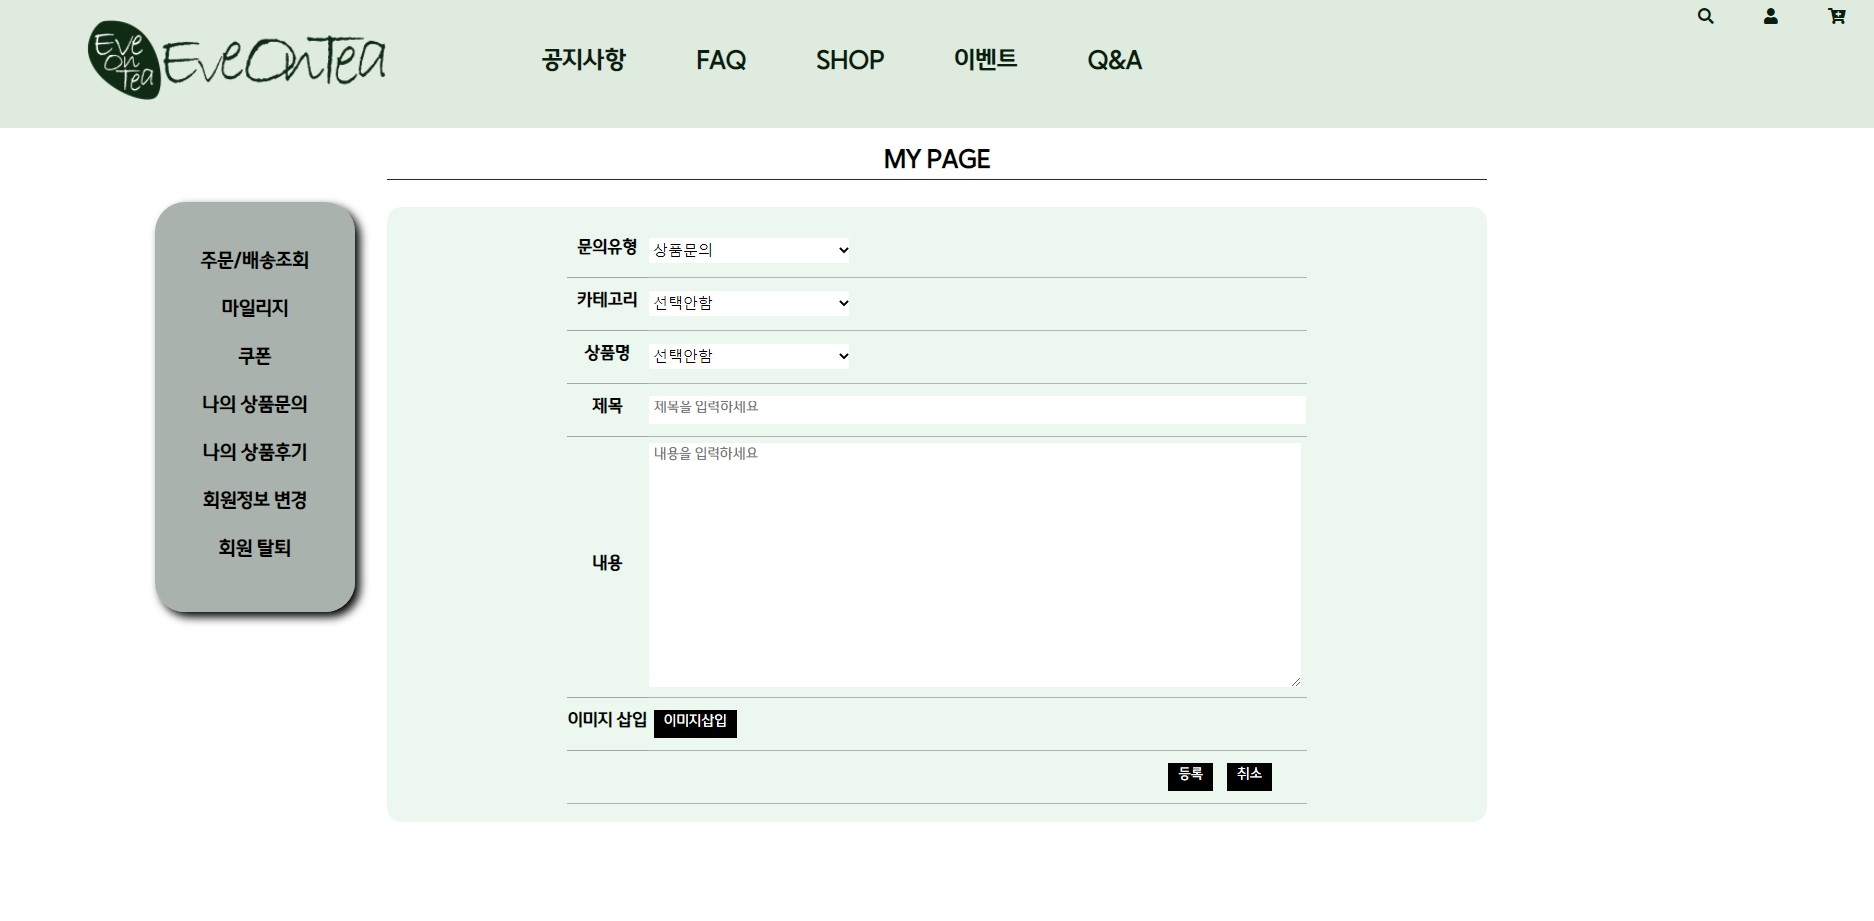 Eve
On
Tea
EveOnTea
공지사항 FAQ SHOP 이벤트 Q&A
MY PAGE
주문/배송조회
마일리지
쿠폰
나의 상품문의
나의 상품후기
회원정보 변경
회원 탈퇴
문의유형 상품문의
카테고리 선택안함
상품명 선택안함
제목 제목을 입력하세요
내용 내용을 입력하세요
이미지 삽입 이미지삽입
등록 취소